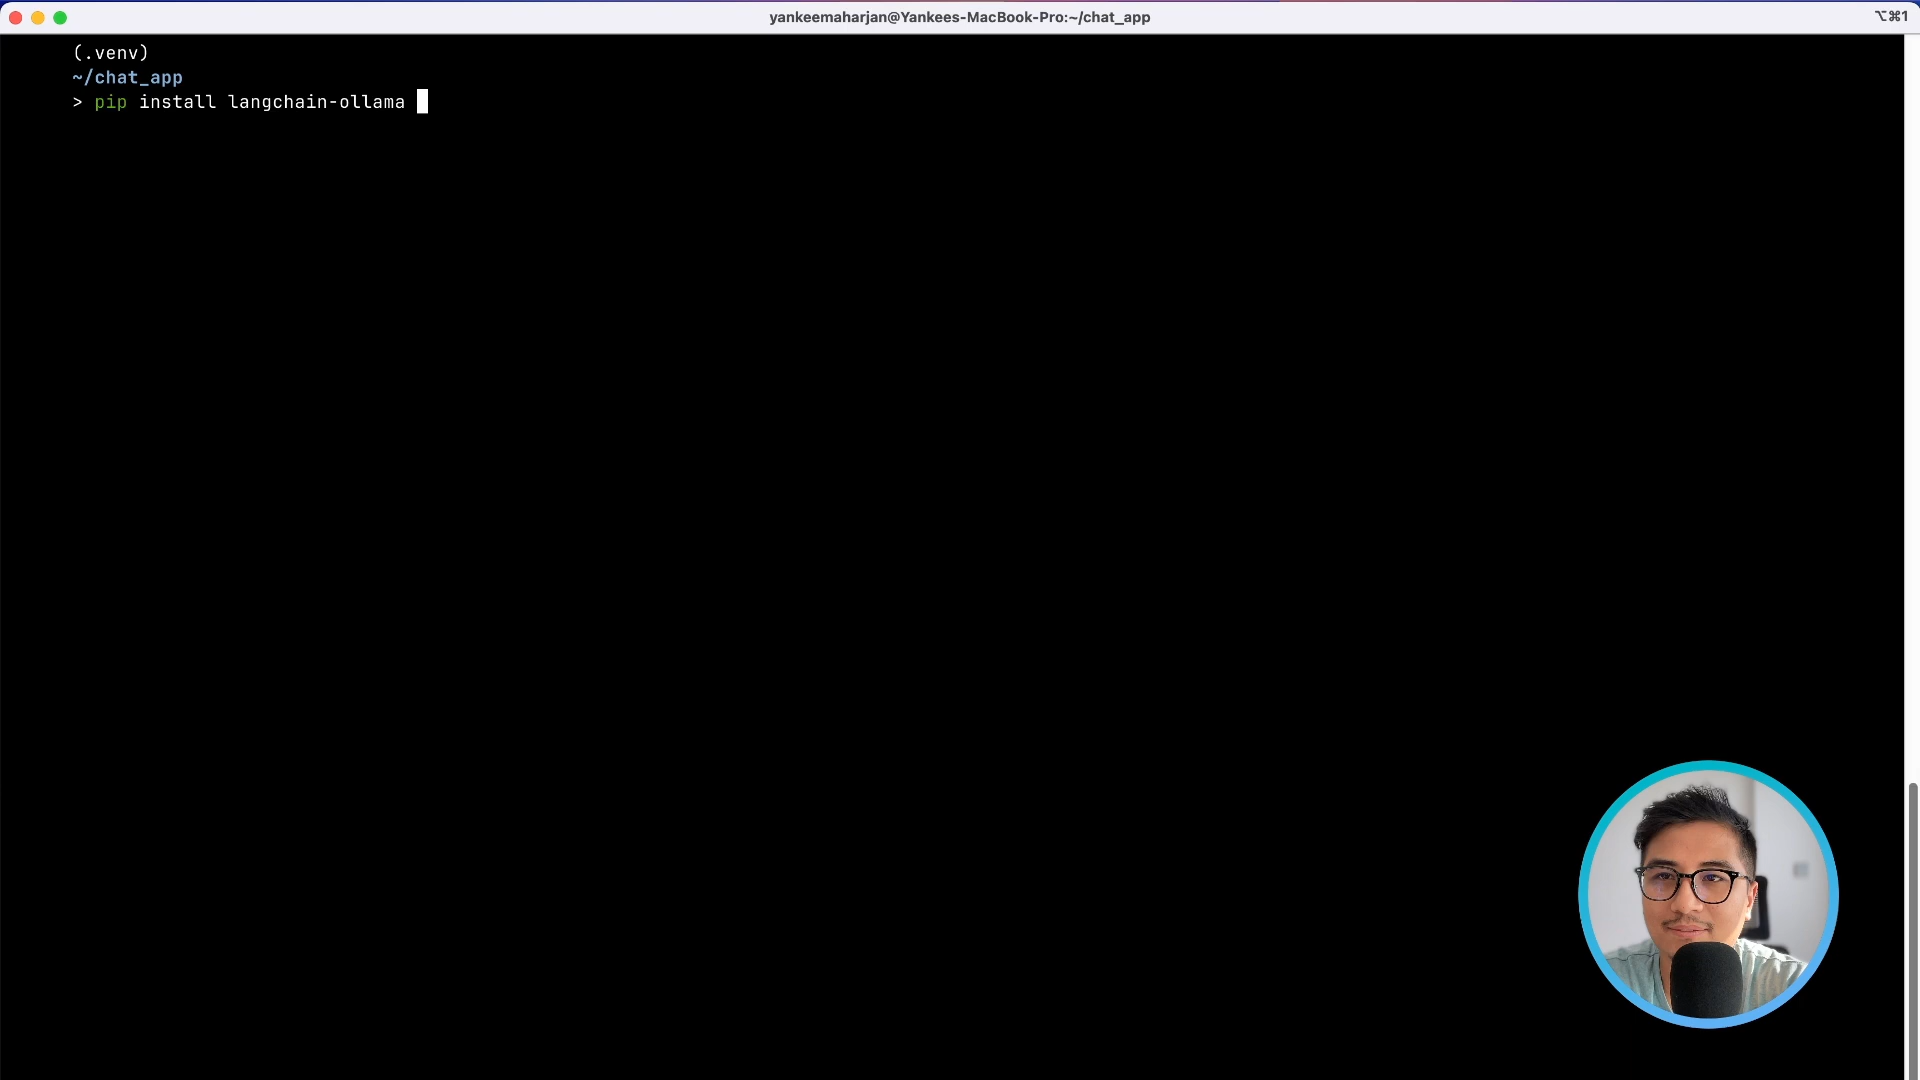 yankeemaharjan@Yankees-MacBook-Pro:~/chat_app
⌥⌘1
(.venv)
~/chat_app
> pip install langchain-ollama